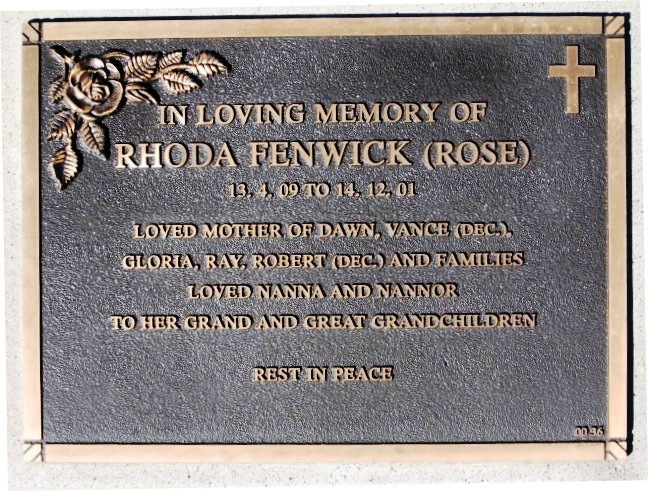 IN LOVING MEMORY OF
RHODA FENWICK (ROSE)
13. 4. 09 TO 14. 12. 01
LOVED MOTHER OF DAWN, VANCE (DEC.),
GLORIA, RAY, ROBERT (DEC.) AND FAMILIES
LOVED NANNA AND NANNOR
TO HER GRAND AND GREAT GRANDCHILDREN
REST IN PEACE